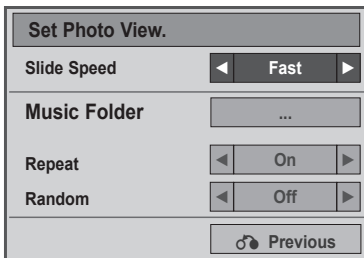 Set Photo View.
Slide Speed ◀ Fast ▶
Music Folder ...
Repeat ◀ On ▶
Random ◀ Off ▶
Previous